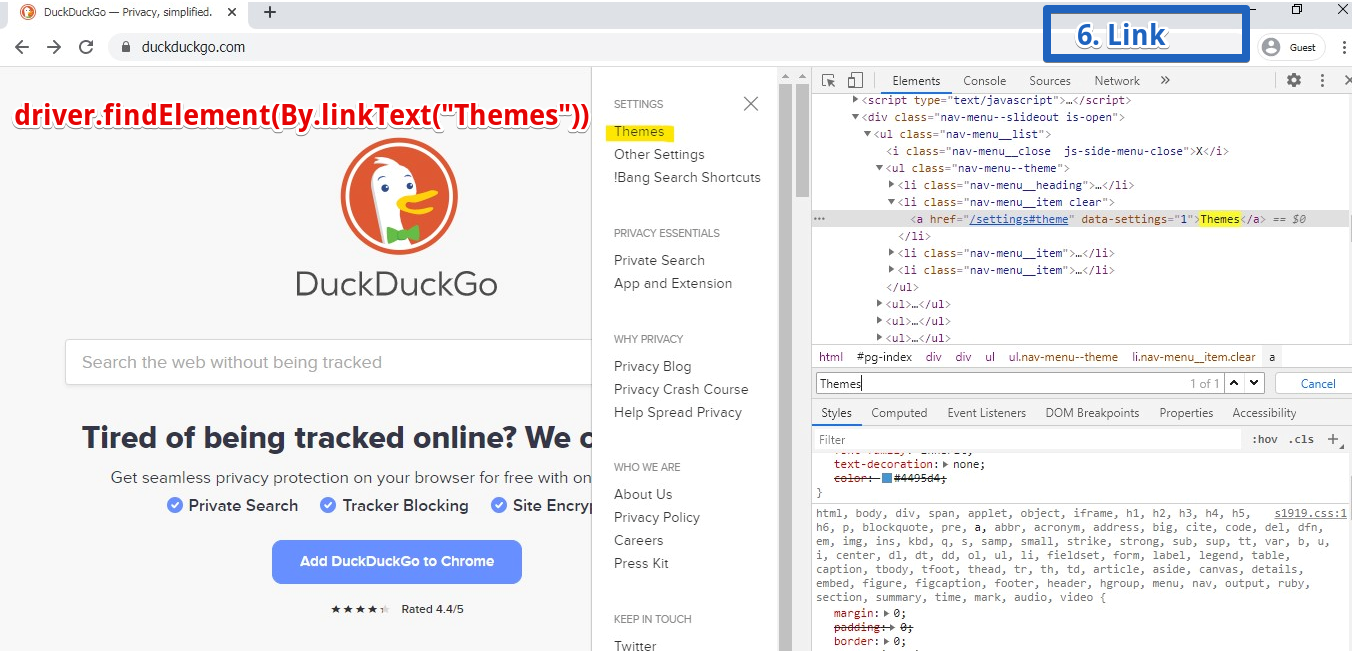 DuckDuckGo — Privacy, simplified.
6. Link
duckduckgo.com
Guest
driver.findElement(By.linkText("Themes"))
DuckDuckGo
Search the web without being tracked
Tired of being tracked online? We c
Get seamless privacy protection on your browser for free with on
Private Search
Tracker Blocking
Site Encryp
Add DuckDuckGo to Chrome
★★★★★ Rated 4.4/5
SETTINGS
Themes
Other Settings
!Bang Search Shortcuts
PRIVACY ESSENTIALS
Private Search
App and Extension
WHY PRIVACY
Privacy Blog
Privacy Crash Course
Help Spread Privacy
WHO WE ARE
About Us
Privacy Policy
Careers
Press Kit
KEEP IN TOUCH
Twitter
Elements Console Sources Network »
<script type="text/javascript">…</script>
<div class="nav-menu--slideout is-open">
<ul class="nav-menu__list">
<i class="nav-menu__close  js-side-menu-close">X</i>
<ul class="nav-menu--theme">
<li class="nav-menu__heading">…</li>
<li class="nav-menu__item clear">
… <a href="/settings#theme" data-settings="1">Themes</a> == $0
</li>
<li class="nav-menu__item">…</li>
<li class="nav-menu__item">…</li>
</ul>
<ul>…</ul>
<ul>…</ul>
<ul>…</ul>
html #pg-index div div ul ul.nav-menu--theme li.nav-menu__item.clear a
Themes 1 of 1 Cancel
Styles Computed Event Listeners DOM Breakpoints Properties Accessibility
Filter :hov .cls +
text-decoration: none;
color: #4495d4;
}
html, body, div, span, applet, object, iframe, h1, h2, h3, h4, h5, s1919.css:1
h6, p, blockquote, pre, a, abbr, acronym, address, big, cite, code, del, dfn,
em, img, ins, kbd, q, s, samp, small, strike, strong, sub, sup, tt, var, b, u,
i, center, dl, dt, dd, ol, ul, li, fieldset, form, label, legend, table,
caption, tbody, tfoot, thead, tr, th, td, article, aside, canvas, details,
embed, figure, figcaption, footer, header, hgroup, menu, nav, output, ruby,
section, summary, time, mark, audio, video {
margin: 0;
padding: 0;
border: 0;